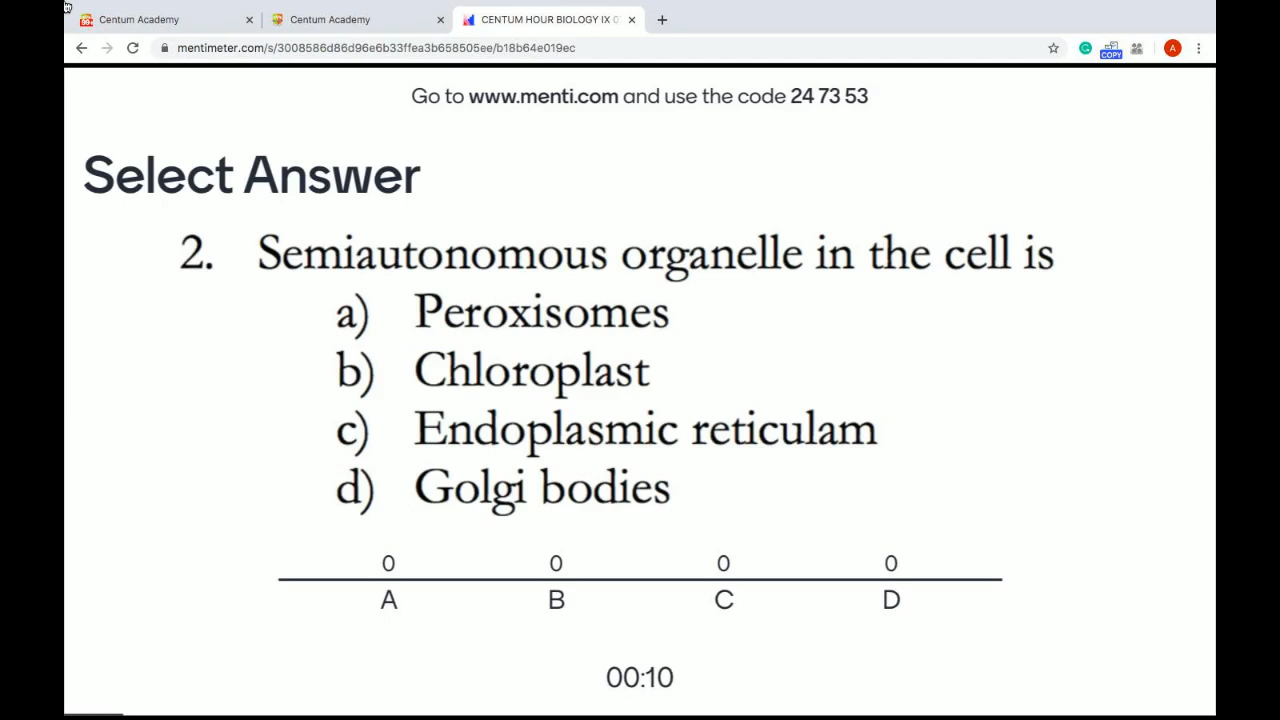 Centum Academy
Centum Academy
CENTUM HOUR BIOLOGY IX G
mentimeter.com/s/3008586d86d96e6b33ffea3b658505ee/b18b64e019ec
COPY
A
Go to www.menti.com and use the code 24 73 53
Select Answer
2. Semiautonomous organelle in the cell is
a) Peroxisomes
b) Chloroplast
c) Endoplasmic reticulam
d) Golgi bodies
0 0 0 0
A B C D
00:10